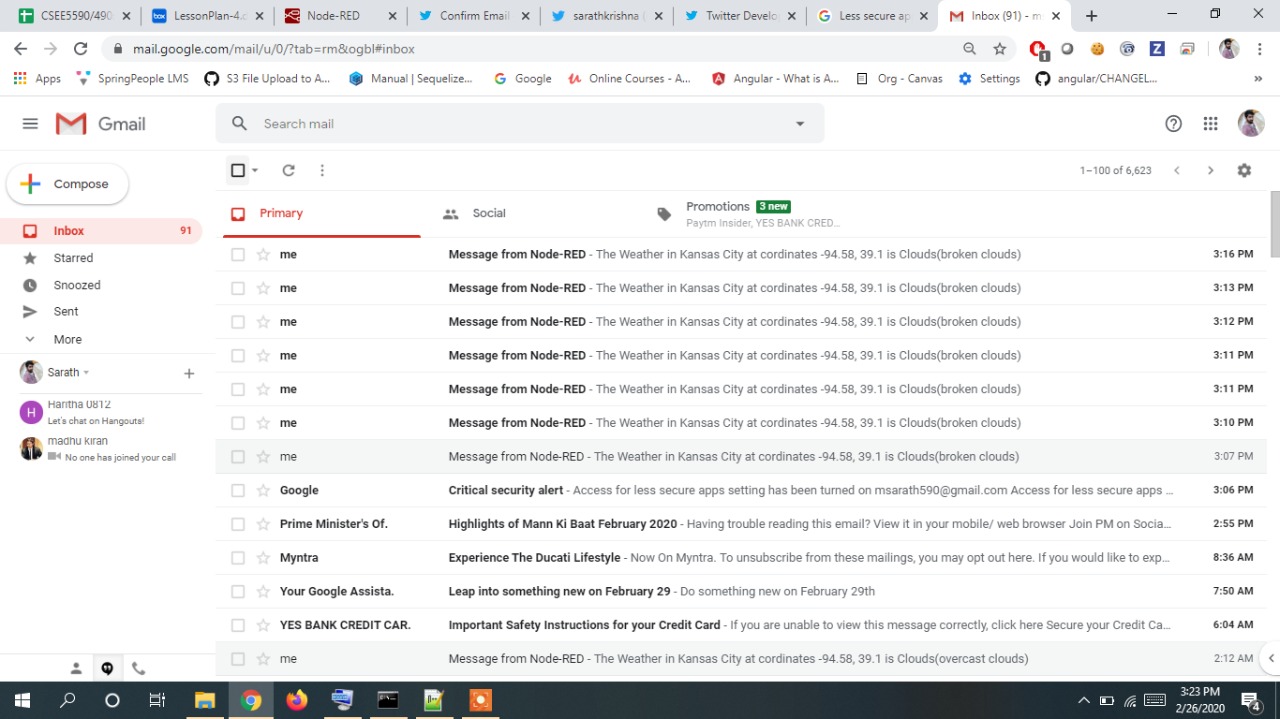 CSEE5590/490
LessonPlan-4.
Node-RED
Confirm Email
sarathkrishna (
Twitter Develo
Less secure ap
Inbox (91) - m
mail.google.com/mail/u/0/?tab=rm&ogbl#inbox
1
Apps
SpringPeople LMS
S3 File Upload to A...
Manual | Sequelize...
Google
Online Courses - A...
Angular - What is A...
Org - Canvas
Settings
angular/CHANGEL...
Gmail
Search mail
Compose
1–100 of 6,623
Inbox 91
Starred
Snoozed
Sent
More
Sarath
Haritha 0812
Let's chat on Hangouts!
madhu kiran
No one has joined your call
Primary
Social
Promotions 3 new
Paytm Insider, YES BANK CRED...
me Message from Node-RED - The Weather in Kansas City at cordinates -94.58, 39.1 is Clouds(broken clouds) 3:16 PM
me Message from Node-RED - The Weather in Kansas City at cordinates -94.58, 39.1 is Clouds(broken clouds) 3:13 PM
me Message from Node-RED - The Weather in Kansas City at cordinates -94.58, 39.1 is Clouds(broken clouds) 3:12 PM
me Message from Node-RED - The Weather in Kansas City at cordinates -94.58, 39.1 is Clouds(broken clouds) 3:11 PM
me Message from Node-RED - The Weather in Kansas City at cordinates -94.58, 39.1 is Clouds(broken clouds) 3:11 PM
me Message from Node-RED - The Weather in Kansas City at cordinates -94.58, 39.1 is Clouds(broken clouds) 3:10 PM
me Message from Node-RED - The Weather in Kansas City at cordinates -94.58, 39.1 is Clouds(broken clouds) 3:07 PM
Google Critical security alert - Access for less secure apps setting has been turned on msarath590@gmail.com Access for less secure apps ... 3:06 PM
Prime Minister's Of. Highlights of Mann Ki Baat February 2020 - Having trouble reading this email? View it in your mobile/ web browser Join PM on Socia... 2:55 PM
Myntra Experience The Ducati Lifestyle - Now On Myntra. To unsubscribe from these mailings, you may opt out here. If you would like to exp... 8:36 AM
Your Google Assista. Leap into something new on February 29 - Do something new on February 29th 7:50 AM
YES BANK CREDIT CAR. Important Safety Instructions for your Credit Card - If you are unable to view this message correctly, click here Secure your Credit Ca... 6:04 AM
me Message from Node-RED - The Weather in Kansas City at cordinates -94.58, 39.1 is Clouds(overcast clouds) 2:12 AM
3:23 PM
2/26/2020
4